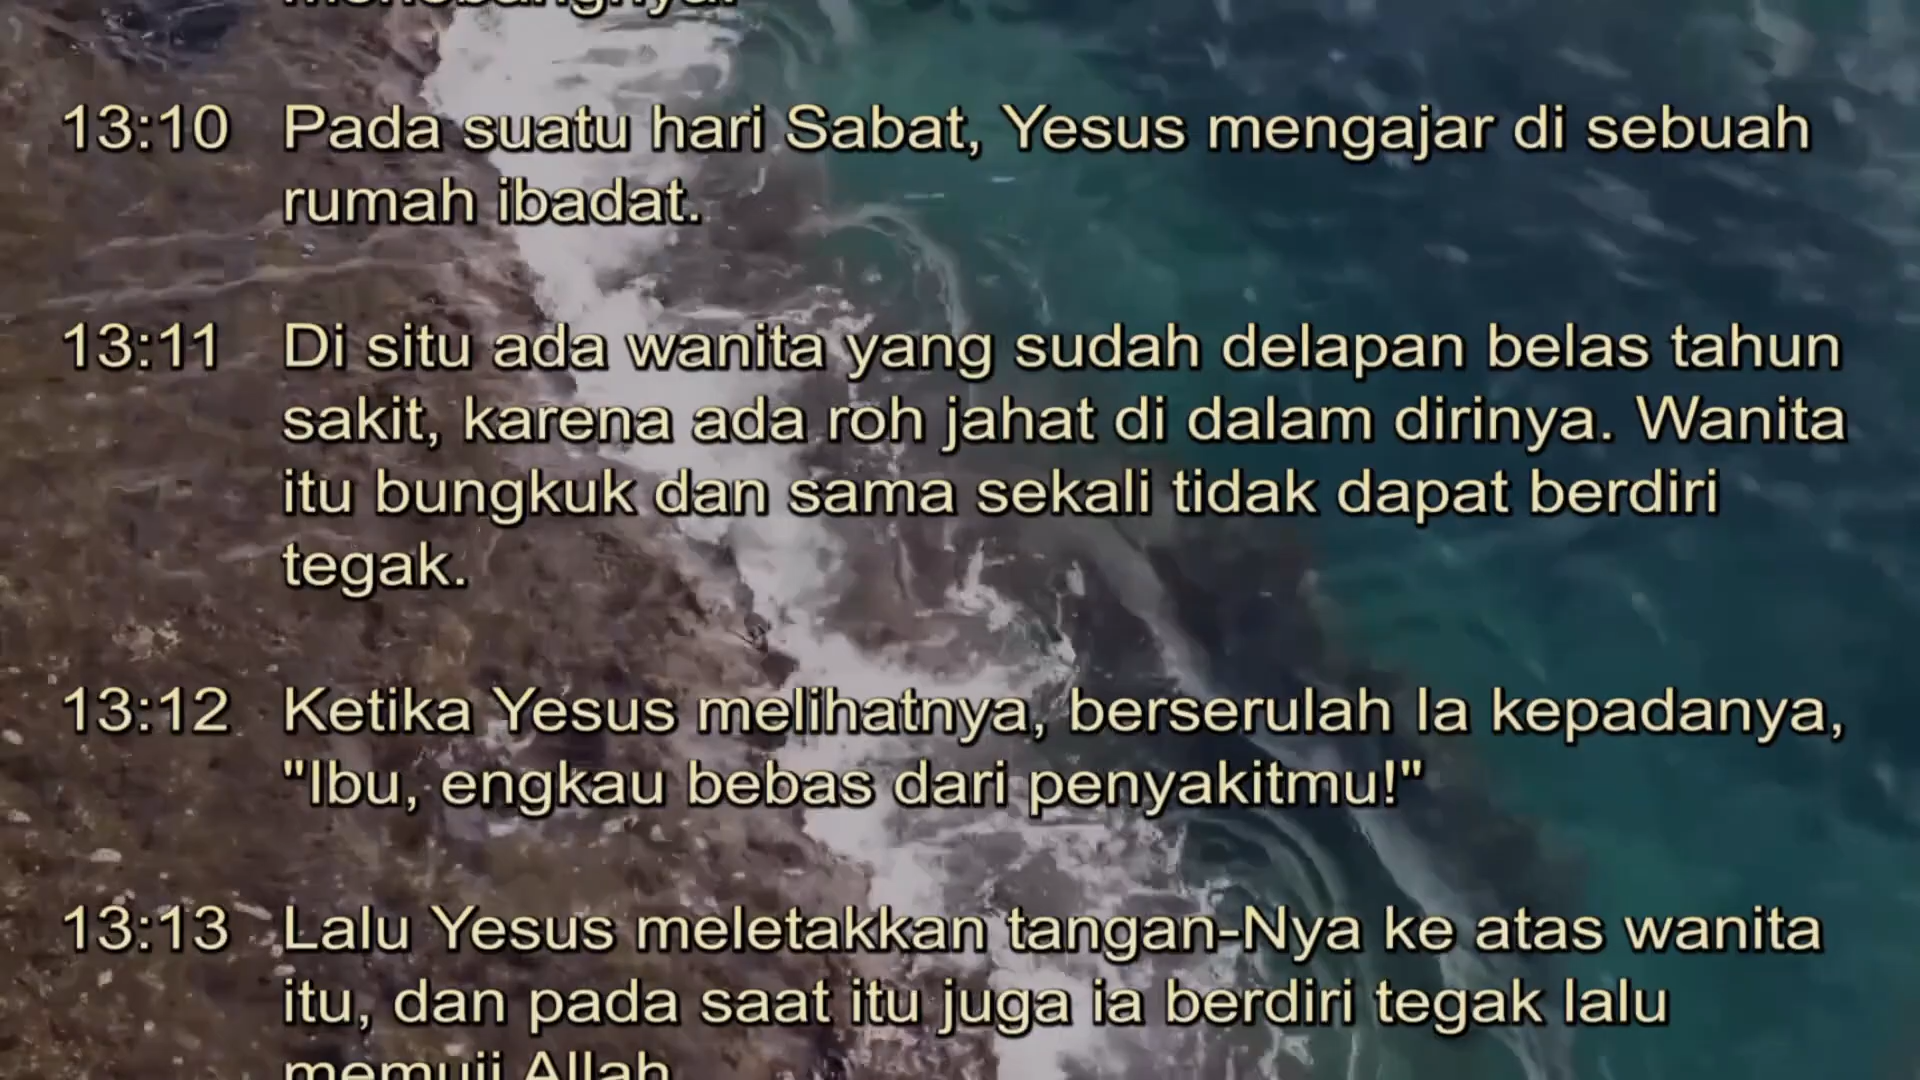 13:10 Pada suatu hari Sabat, Yesus mengajar di sebuah
rumah ibadat.
13:11 Di situ ada wanita yang sudah delapan belas tahun
sakit, karena ada roh jahat di dalam dirinya. Wanita
itu bungkuk dan sama sekali tidak dapat berdiri
tegak.
13:12 Ketika Yesus melihatnya, berserulah Ia kepadanya,
"Ibu, engkau bebas dari penyakitmu!"
13:13 Lalu Yesus meletakkan tangan-Nya ke atas wanita
itu, dan pada saat itu juga ia berdiri tegak lalu
memuji Allah